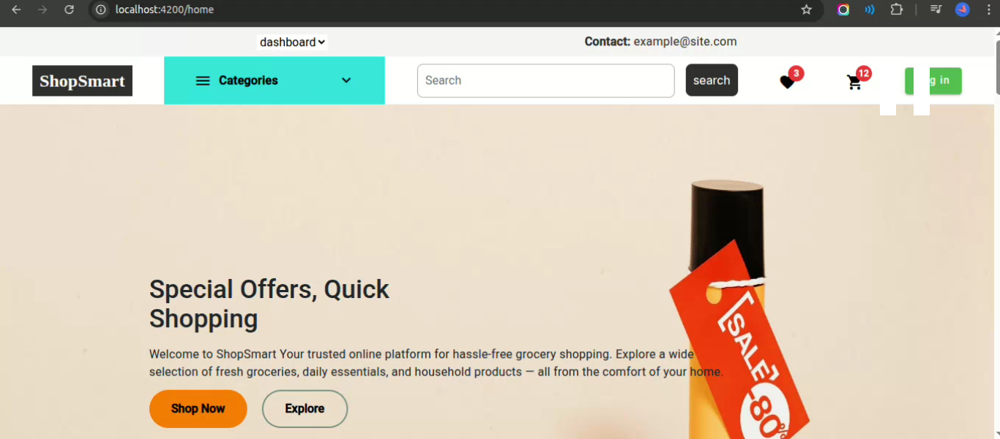 localhost:4200/home
dashboard
Contact: example@site.com
ShopSmart
Categories
Search
search
3
12
g in
Special Offers, Quick
Shopping
Welcome to ShopSmart Your trusted online platform for hassle-free grocery shopping. Explore a wide
selection of fresh groceries, daily essentials, and household products — all from the comfort of your home.
Shop Now
Explore
[SALE]
-80%